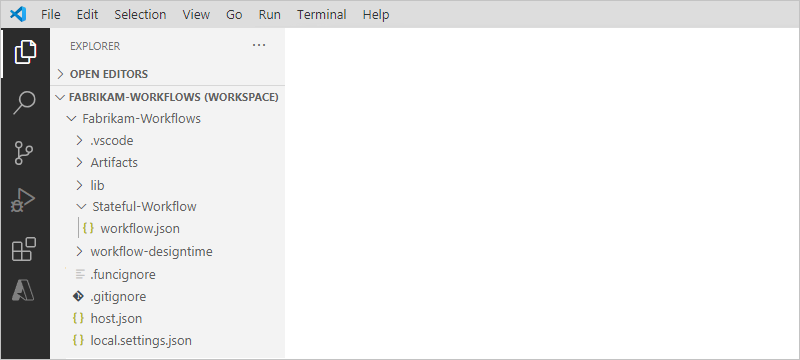 File Edit Selection View Go Run Terminal Help
EXPLORER ...
OPEN EDITORS
FABRIKAM-WORKFLOWS (WORKSPACE)
Fabrikam-Workflows
.vscode
Artifacts
lib
Stateful-Workflow
{} workflow.json
workflow-designtime
.funcignore
.gitignore
{} host.json
{} local.settings.json